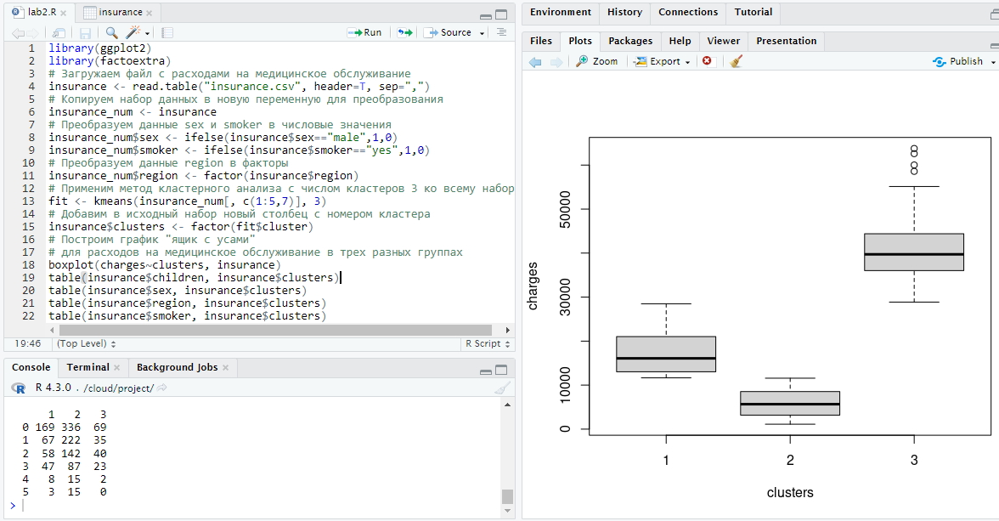 lab2.R
insurance
Run
Source
1 library(ggplot2)
2 library(factoextra)
3 # Загружаем файл с расходами на медицинское обслуживание
4 insurance <- read.table("insurance.csv", header=T, sep=",")
5 # Копируем набор данных в новую переменную для преобразования
6 insurance_num <- insurance
7 # Преобразуем данные sex и smoker в числовые значения
8 insurance_num$sex <- ifelse(insurance$sex=="male",1,0)
9 insurance_num$smoker <- ifelse(insurance$smoker=="yes",1,0)
10 # Преобразуем данные region в факторы
11 insurance_num$region <- factor(insurance$region)
12 # Применим метод кластерного анализа с числом кластеров 3 ко всему набор
13 fit <- kmeans(insurance_num[, c(1:5,7)], 3)
14 # Добавим в исходный набор новый столбец с номером кластера
15 insurance$clusters <- factor(fit$cluster)
16 # Построим график "ящик с усами"
17 # для расходов на медицинское обслуживание в трех разных группах
18 boxplot(charges~clusters, insurance)
19 table(insurance$children, insurance$clusters)
20 table(insurance$sex, insurance$clusters)
21 table(insurance$region, insurance$clusters)
22 table(insurance$smoker, insurance$clusters)
19:46 (Top Level) R Script
Console Terminal Background Jobs
R 4.3.0 . /cloud/project/
1 2 3
0 169 336 69
1 67 222 35
2 58 142 40
3 47 87 23
4 8 15 2
5 3 15 0
>
Environment History Connections Tutorial
Files Plots Packages Help Viewer Presentation
Zoom Export Publish
charges
50000
30000
10000
0
1 2 3
clusters